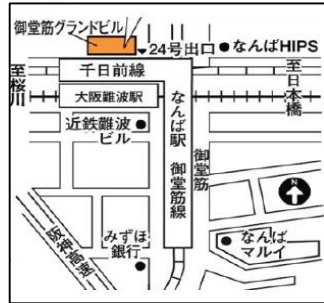 御堂筋グランドビル
24号出口
なんばHIPS
至桜川
千日前線
至日本橋
大阪難波駅
近鉄難波
ビル
なんば駅 御堂筋線
御堂筋
N
阪神高速
みずほ
銀行
なんば
マルイ